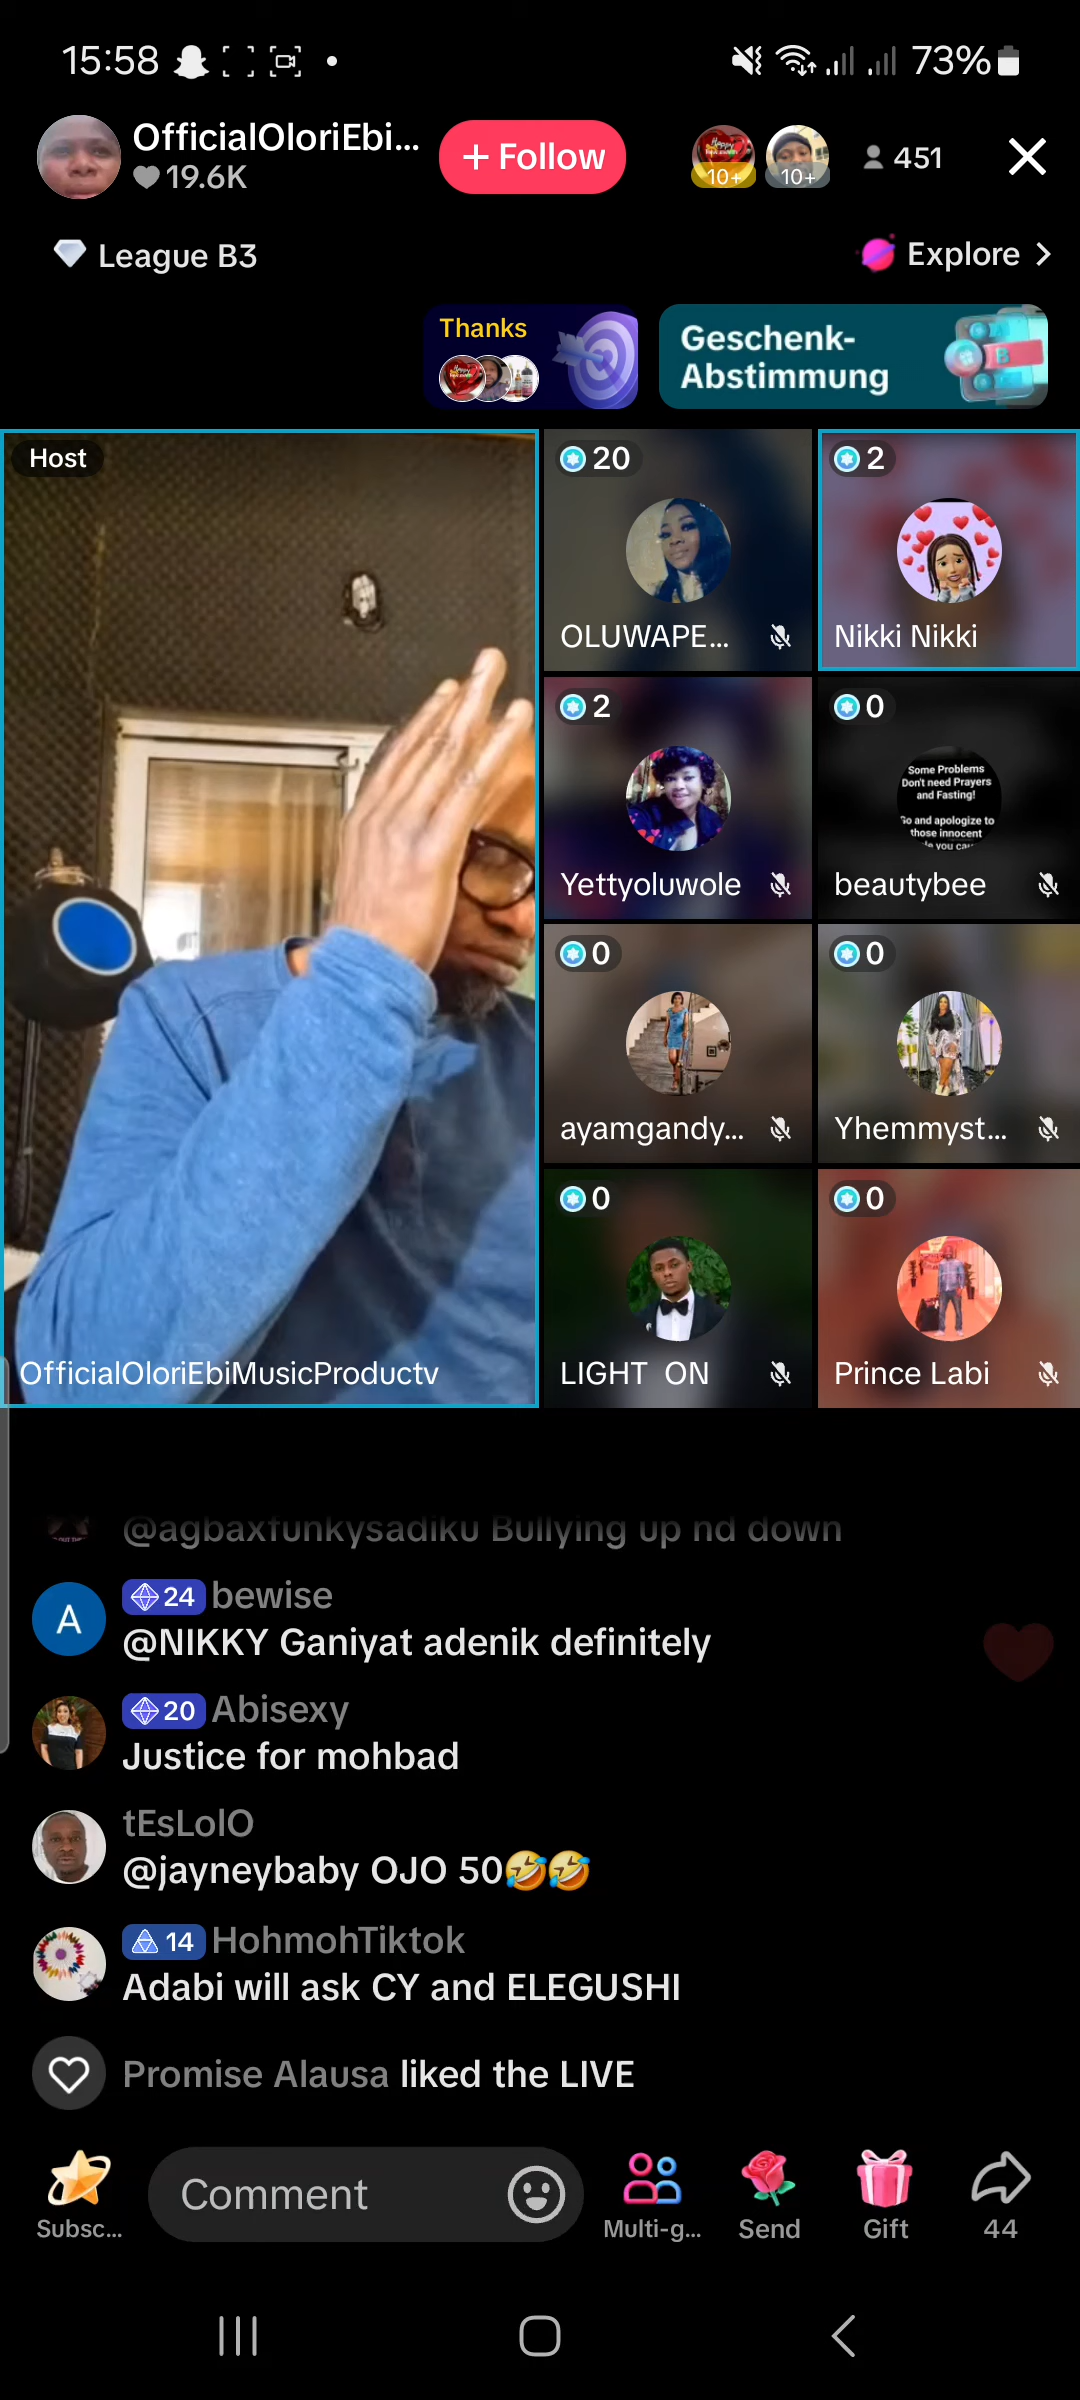 15:58
73%
OfficialOloriEbi...
19.6K
+ Follow
10+
10+
451
League B3
Explore >
Thanks
Geschenk-
Abstimmung
Host
20
OLUWAPE...
2
Nikki Nikki
2
Yettyoluwole
0
Some Problems
Don't need Prayers
and Fasting!
Go and apologize to
those innocent
beautybee
0
ayamgandy...
0
Yhemmyst...
0
LIGHT ON
0
Prince Labi
OfficialOloriEbiMusicProductv
@agbaxfunkysadiku Bullying up nd down
A
24 bewise
@NIKKY Ganiyat adenik definitely
20 Abisexy
Justice for mohbad
tEsLolO
@jayneybaby OJO 50🤣🤣
14 HohmohTiktok
Adabi will ask CY and ELEGUSHI
Promise Alausa liked the LIVE
Comment
Subsc...
Multi-g...
Send
Gift
44